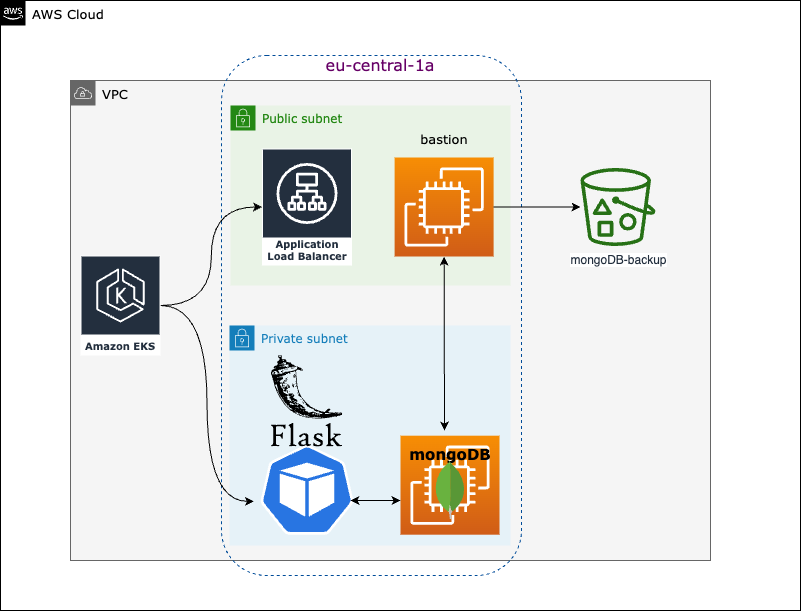 aws
AWS Cloud
eu-central-1a
VPC
Public subnet
bastion
Application
Load Balancer
mongoDB-backup
K
Amazon EKS
Private subnet
Flask
mongoDB